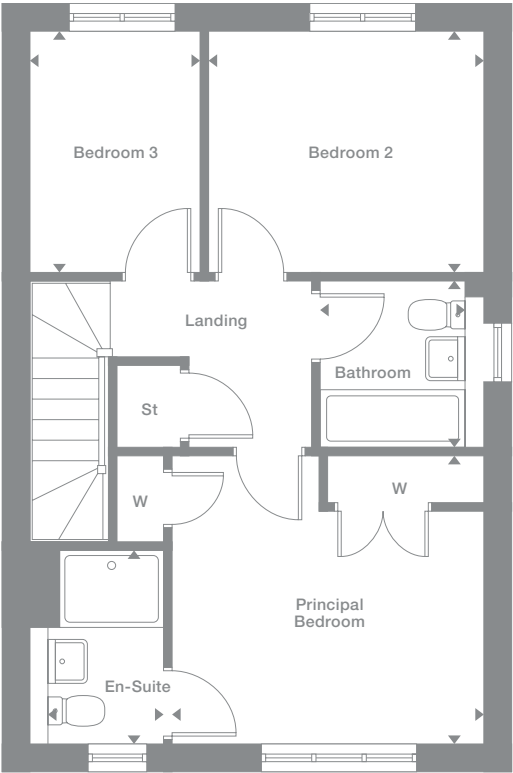 Bedroom 3
Bedroom 2
Landing
Bathroom
St
W
W
Principal
Bedroom
En-Suite